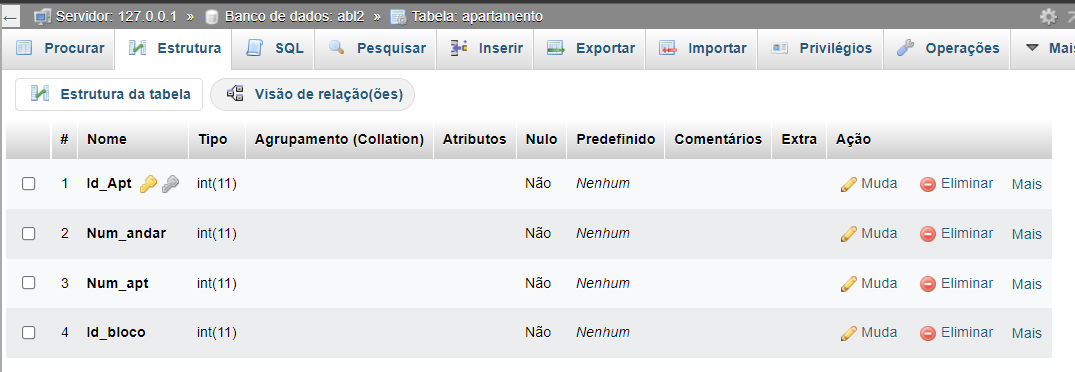 Servidor: 127.0.0.1 » Banco de dados: abl2 » Tabela: apartamento
Procurar Estrutura SQL Pesquisar Inserir Exportar Importar Privilégios Operações Mais
Estrutura da tabela Visão de relação(ões)
# Nome Tipo Agrupamento (Collation) Atributos Nulo Predefinido Comentários Extra Ação
1 Id_Apt int(11) Não Nenhum Muda Eliminar Mais
2 Num_andar int(11) Não Nenhum Muda Eliminar Mais
3 Num_apt int(11) Não Nenhum Muda Eliminar Mais
4 Id_bloco int(11) Não Nenhum Muda Eliminar Mais